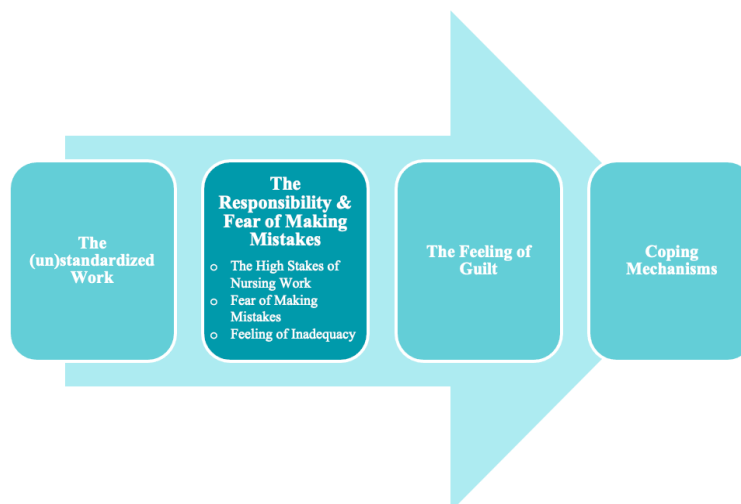 The
(un)standardized
Work
The
Responsibility &
Fear of Making
Mistakes
o The High Stakes of
Nursing Work
o Fear of Making
Mistakes
o Feeling of Inadequacy
The Feeling of
Guilt
Coping
Mechanisms